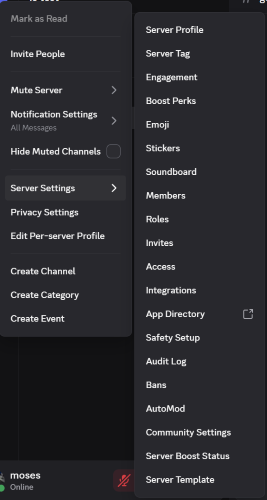 Mark as Read
Invite People
Mute Server
Notification Settings
All Messages
Hide Muted Channels
Server Settings
Privacy Settings
Edit Per-server Profile
Create Channel
Create Category
Create Event
moses
Online
Server Profile
Server Tag
Engagement
Boost Perks
Emoji
Stickers
Soundboard
Members
Roles
Invites
Access
Integrations
App Directory
Safety Setup
Audit Log
Bans
AutoMod
Community Settings
Server Boost Status
Server Template